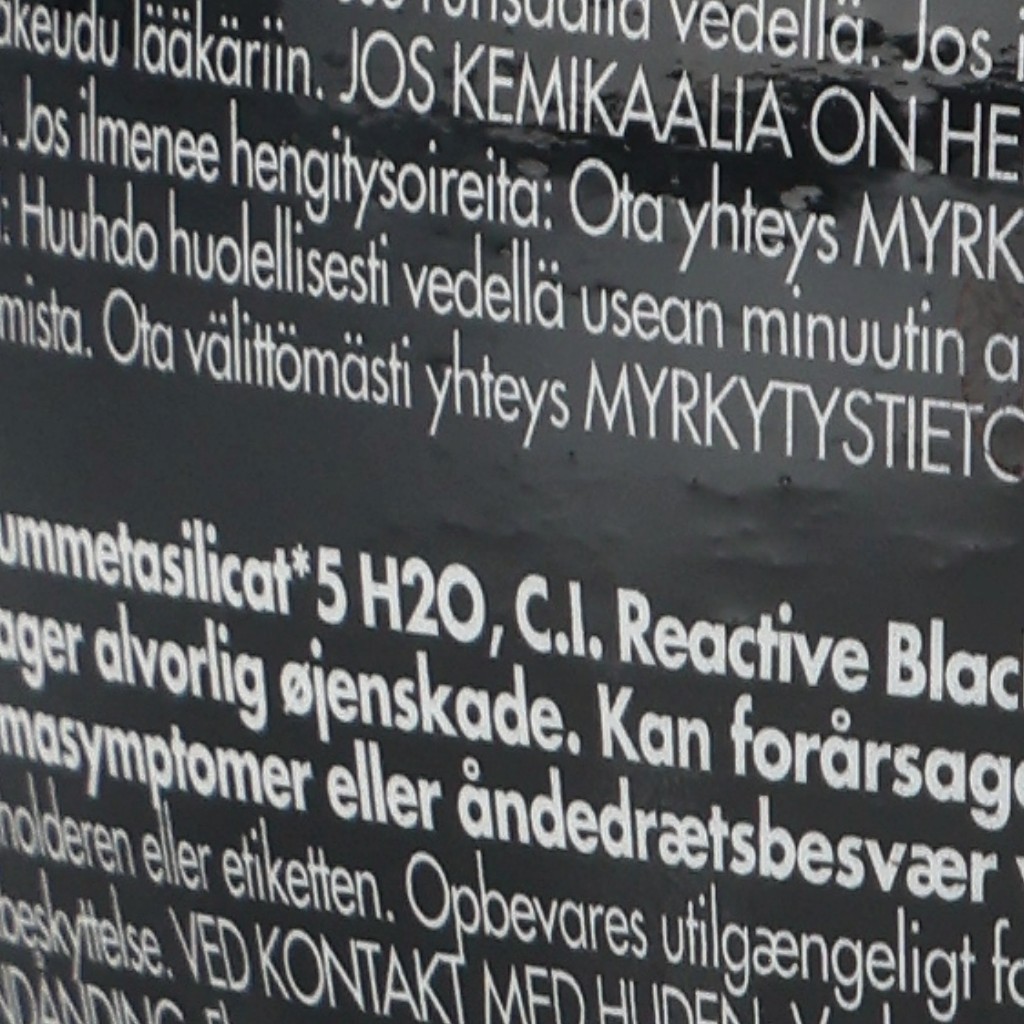 runsaalla vedellä. Jos
lääkäriin. JOS KEMIKAALIA ON HE
. Jos ilmenee hengitysoireita: Ota yhteys MYRK
: Huuhdo huolellisesti vedellä usean minuutin a
mista. Ota välittömästi yhteys MYRKYTYSTIETO
ummetasilicat*5 H2O, C.I. Reactive Blac
ager alvorlig øjenskade. Kan forårsage
masymptomer eller åndedrætsbesvær v
holderen eller etiketten. Opbevares utilgængeligt fo
beskyttelse. VED KONTAKT MED HUDEN: V